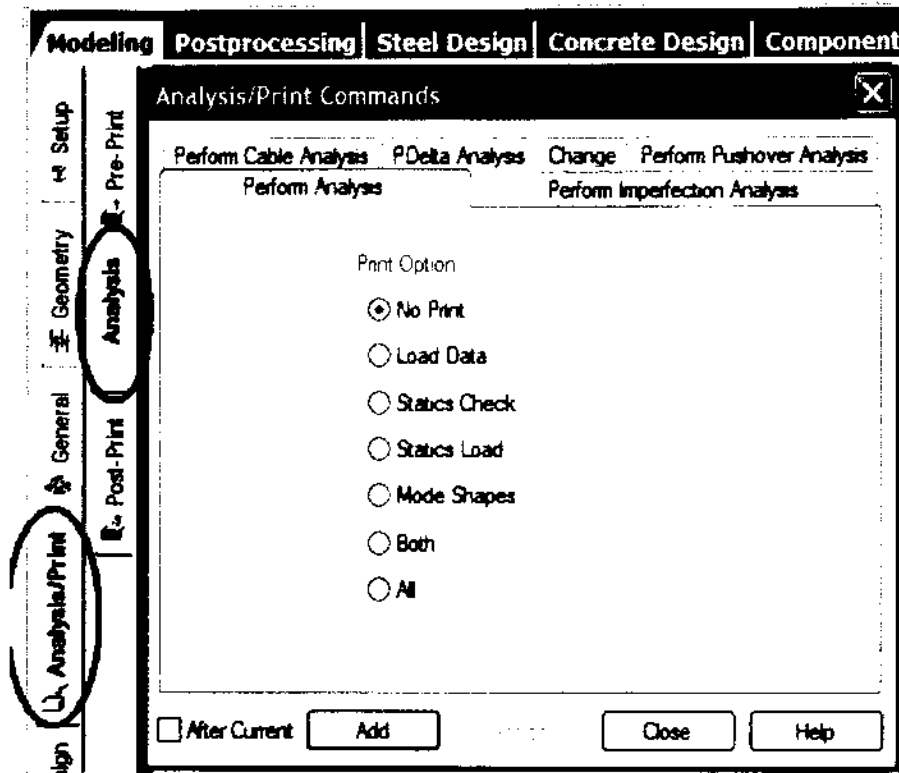 Modeling Postprocessing Steel Design Concrete Design Component
Setup
Geometry
General
Analysis/Print
sign
Pre-Print
Analysis
Post-Print
Analysis/Print Commands
Perform Cable Analysis PDelta Analysis Change Perform Pushover Analysis
Perform Analysis Perform Imperfection Analysis
Print Option
No Print
Load Data
Statics Check
Statics Load
Mode Shapes
Both
All
After Current Add Close Help